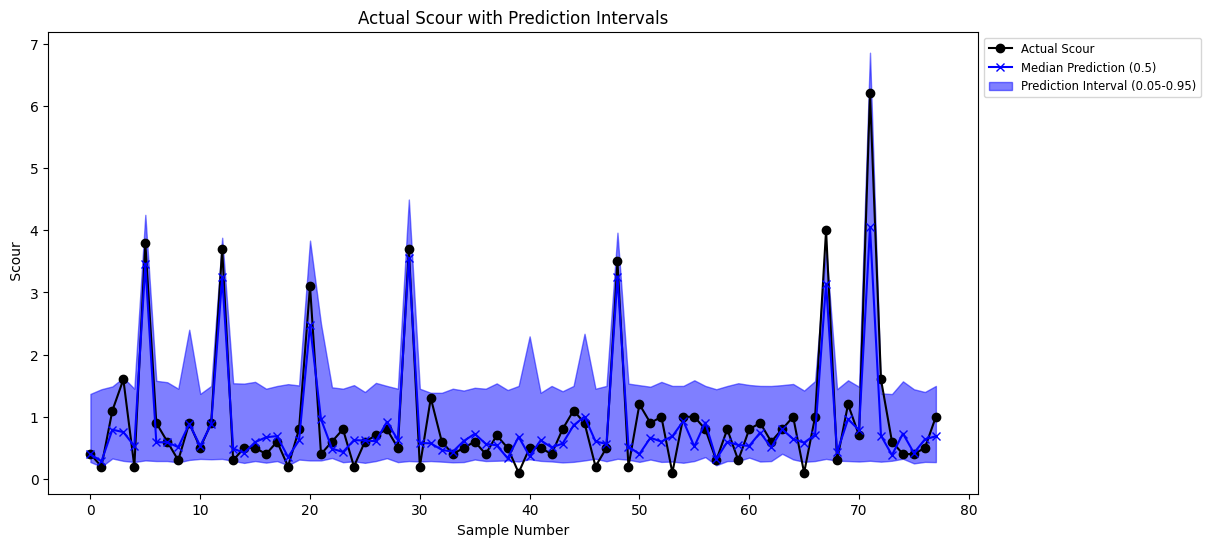 Actual Scour with Prediction Intervals
Actual Scour
Median Prediction (0.5)
Prediction Interval (0.05-0.95)
Scour
7
6
5
4
3
2
1
0
0 10 20 30 40 50 60 70 80
Sample Number